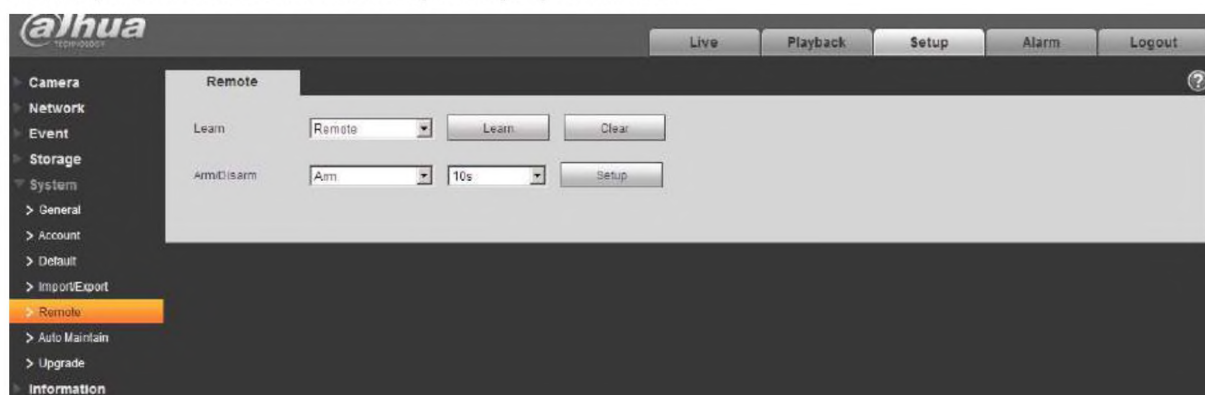 alhua
TECHNOLOGY
Live Playback Setup Alarm Logout
Camera
Network
Event
Storage
System
> General
> Account
> Default
> Import/Export
> Remote
> Auto Maintain
> Upgrade
Information
Remote
?
Learn Remote Learn Clear
Arm/Disarm Arm 10s Setup